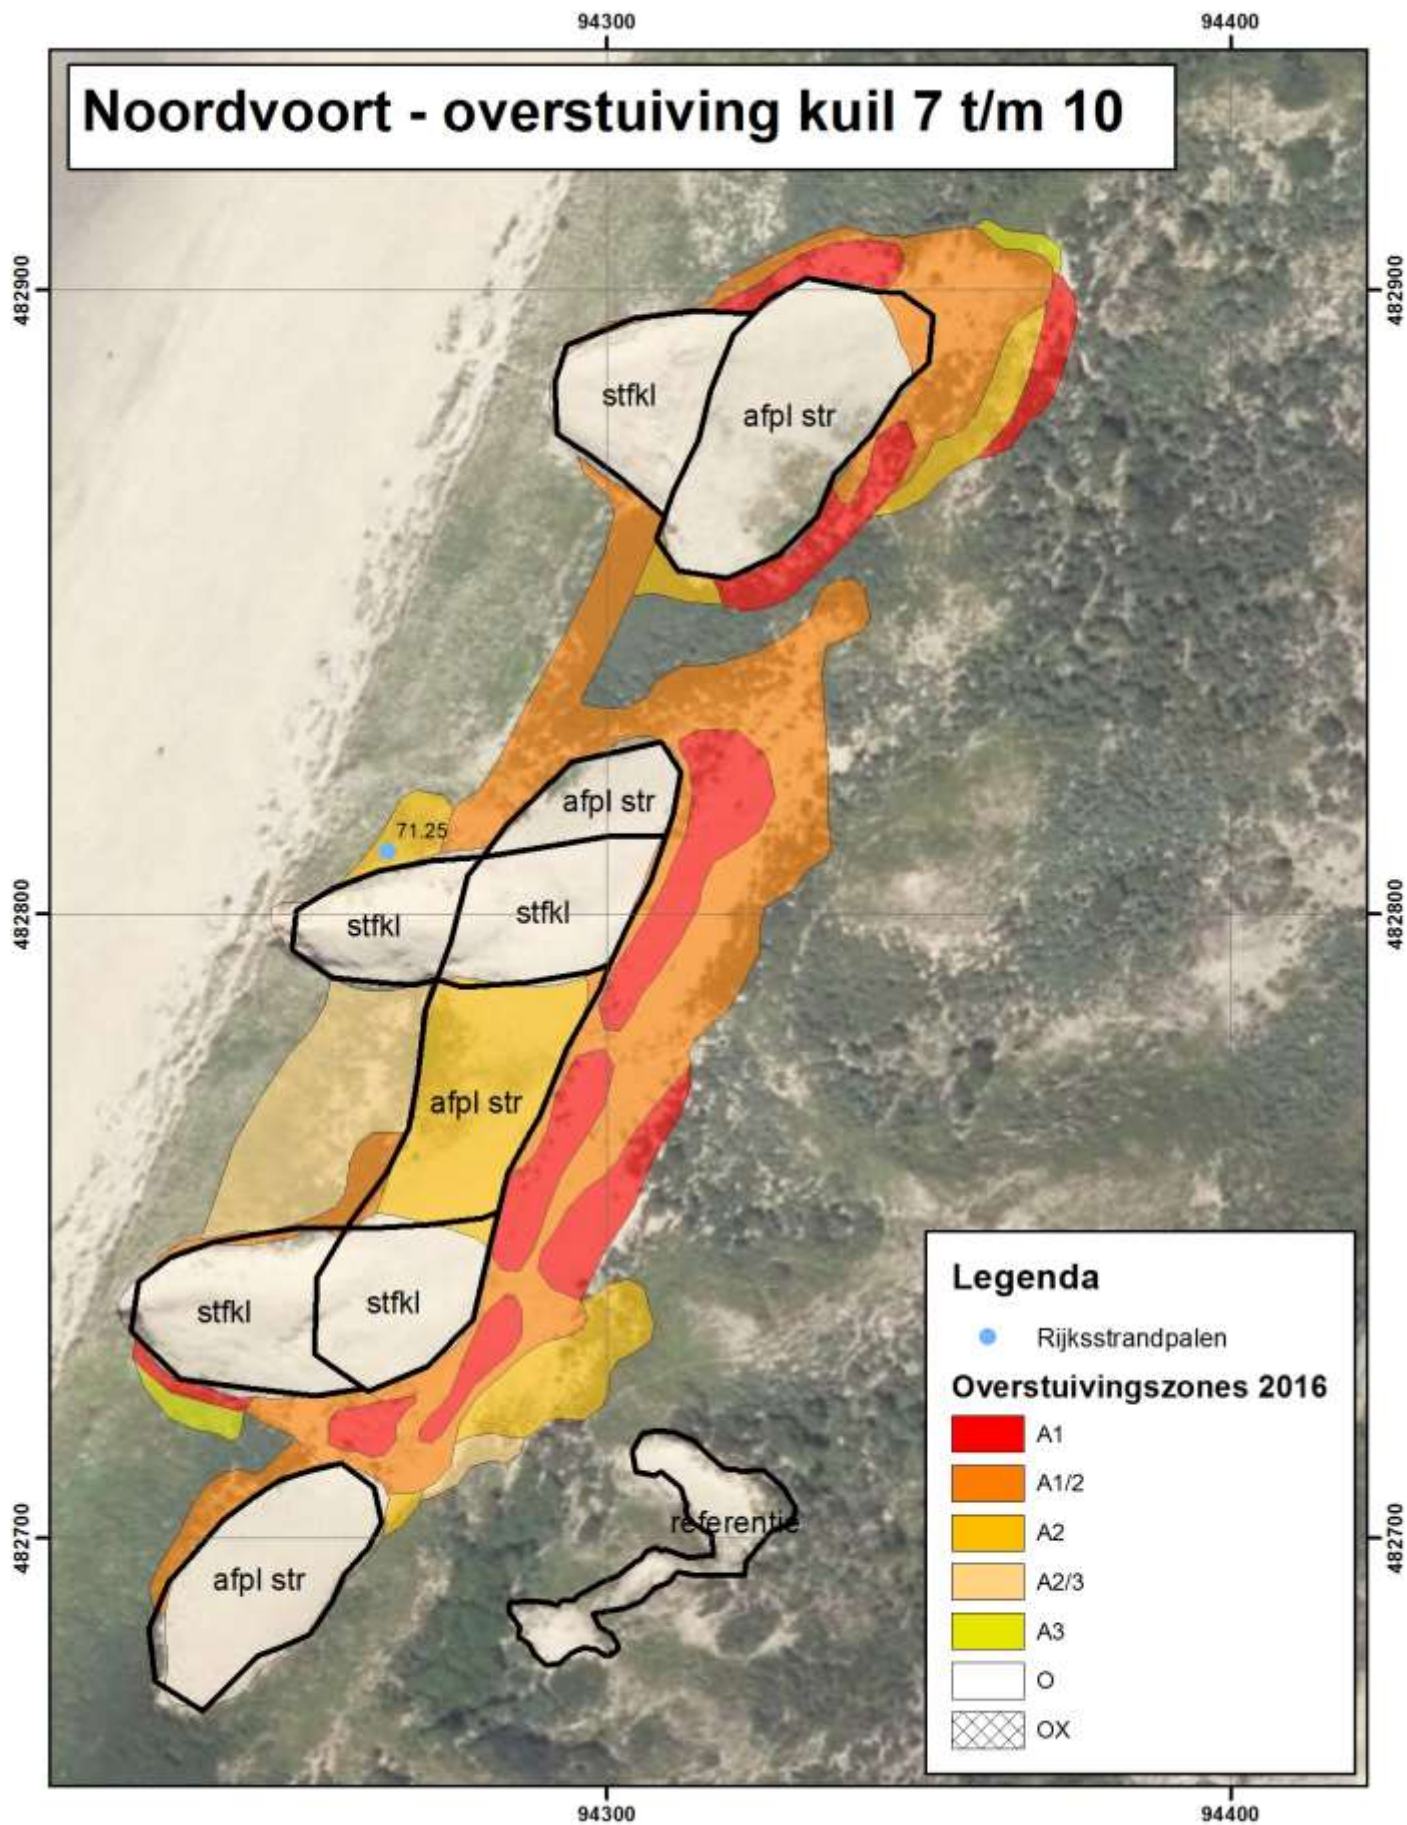 94300
94400
Noordvoort - overstuiving kuil 7 t/m 10
482900
482900
stfkl
afpl str
afpl str
71.25
stfkl
stfkl
482800
482800
afpl str
stfkl
stfkl
referentie
afpl str
482700
482700
Legenda
Rijksstrandpalen
Overstuivingszones 2016
A1
A1/2
A2
A2/3
A3
O
OX
94300
94400